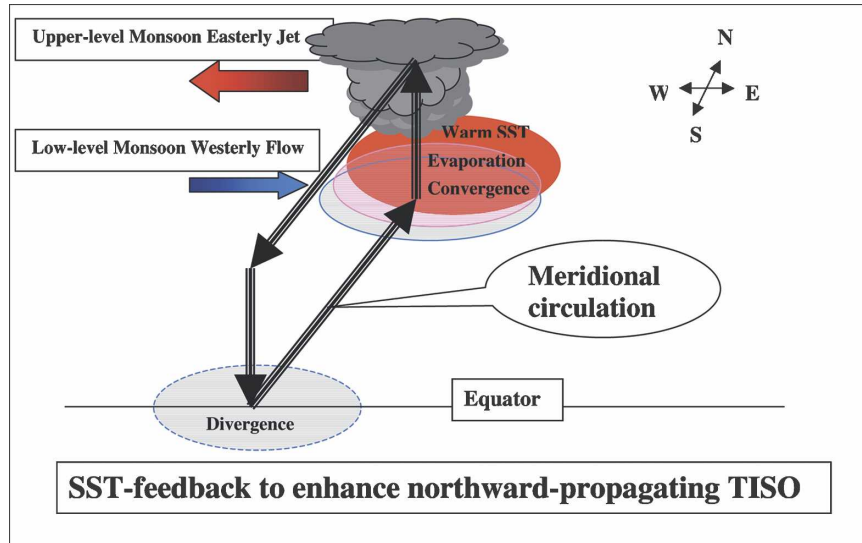 Upper-level Monsoon Easterly Jet
N
W
E
S
Low-level Monsoon Westerly Flow
Warm SST
Evaporation
Convergence
Meridional
circulation
Equator
Divergence
SST-feedback to enhance northward-propagating TISO